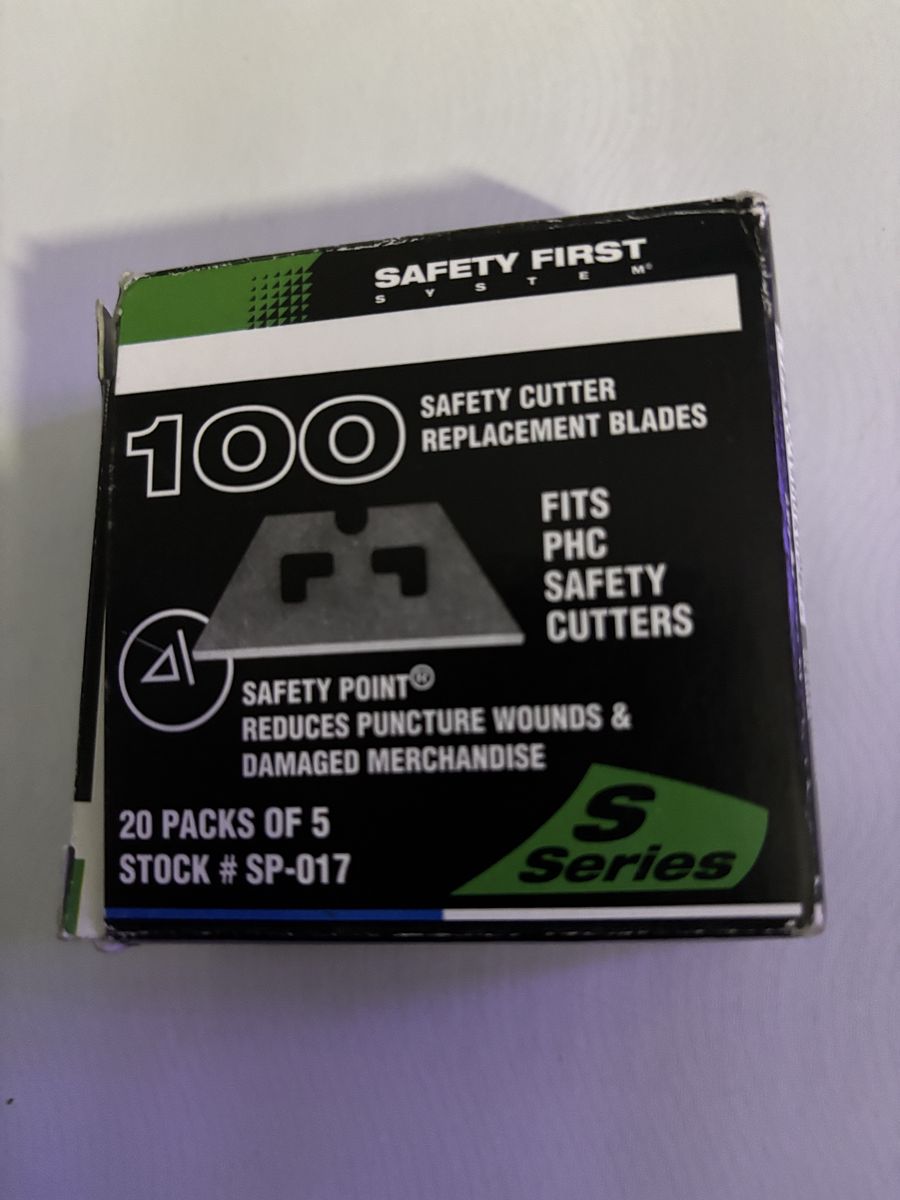 SAFETY FIRST
SYSTEM®
100
SAFETY CUTTER
REPLACEMENT BLADES
FITS
PHC
SAFETY
CUTTERS
SAFETY POINT®
REDUCES PUNCTURE WOUNDS &
DAMAGED MERCHANDISE
20 PACKS OF 5
STOCK # SP-017
S
Series